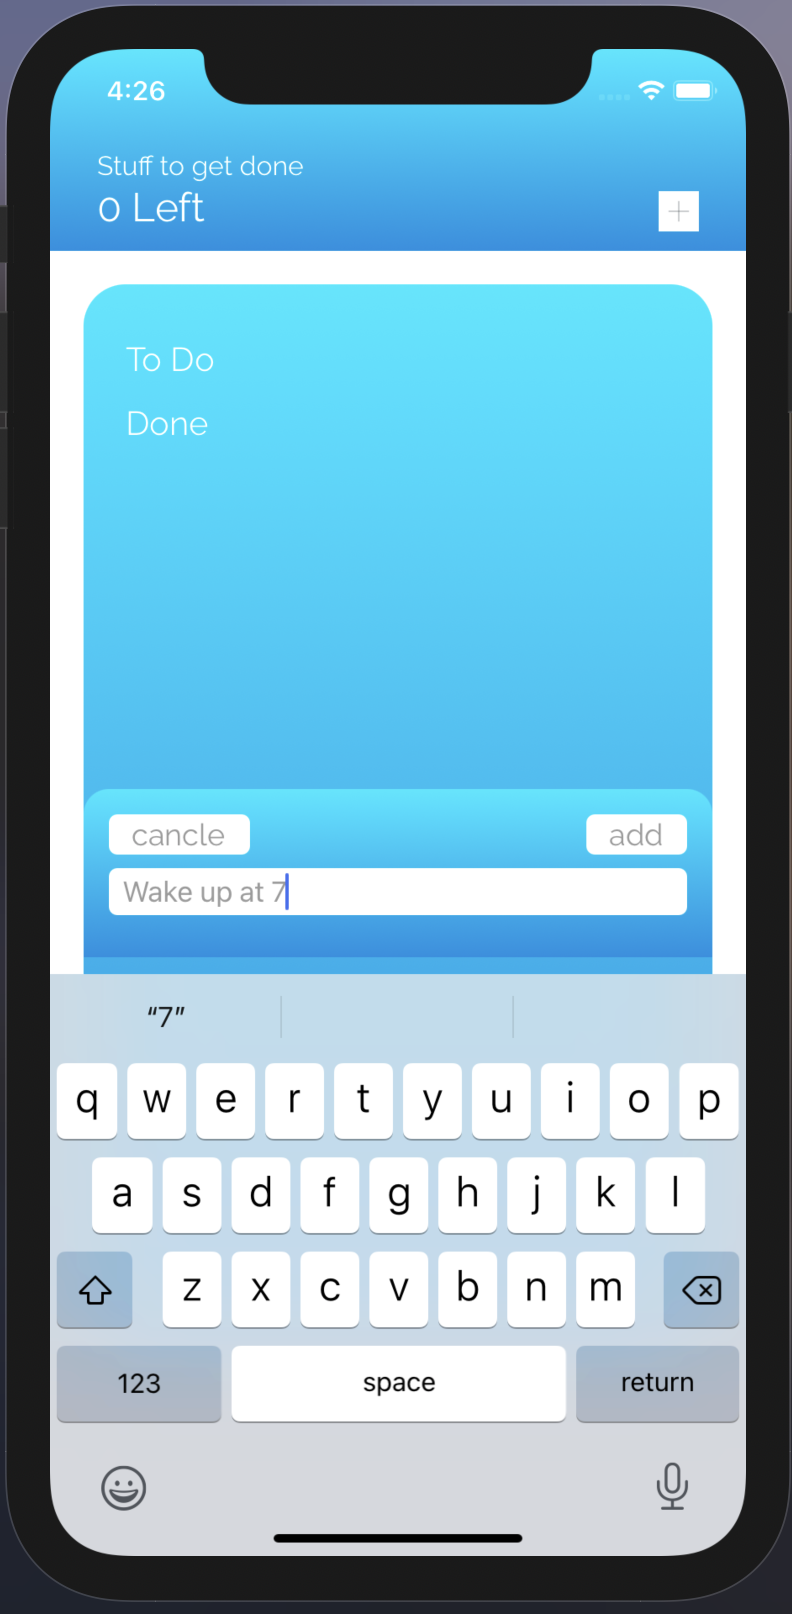 4:26
Stuff to get done
0 Left
+
To Do
Done
cancle add
Wake up at 7
“7”
q w e r t y u i o p
a s d f g h j k l
z x c v b n m
123 space return